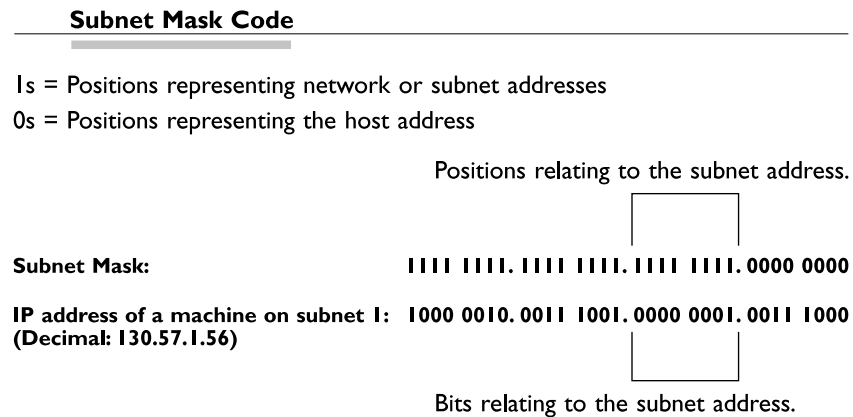 Subnet Mask Code
1s = Positions representing network or subnet addresses
0s = Positions representing the host address
Positions relating to the subnet address.
Subnet Mask: 1111 1111. 1111 1111. 1111 1111. 0000 0000
IP address of a machine on subnet 1: 1000 0010. 0011 1001. 0000 0001. 0011 1000
(Decimal: 130.57.1.56)
Bits relating to the subnet address.